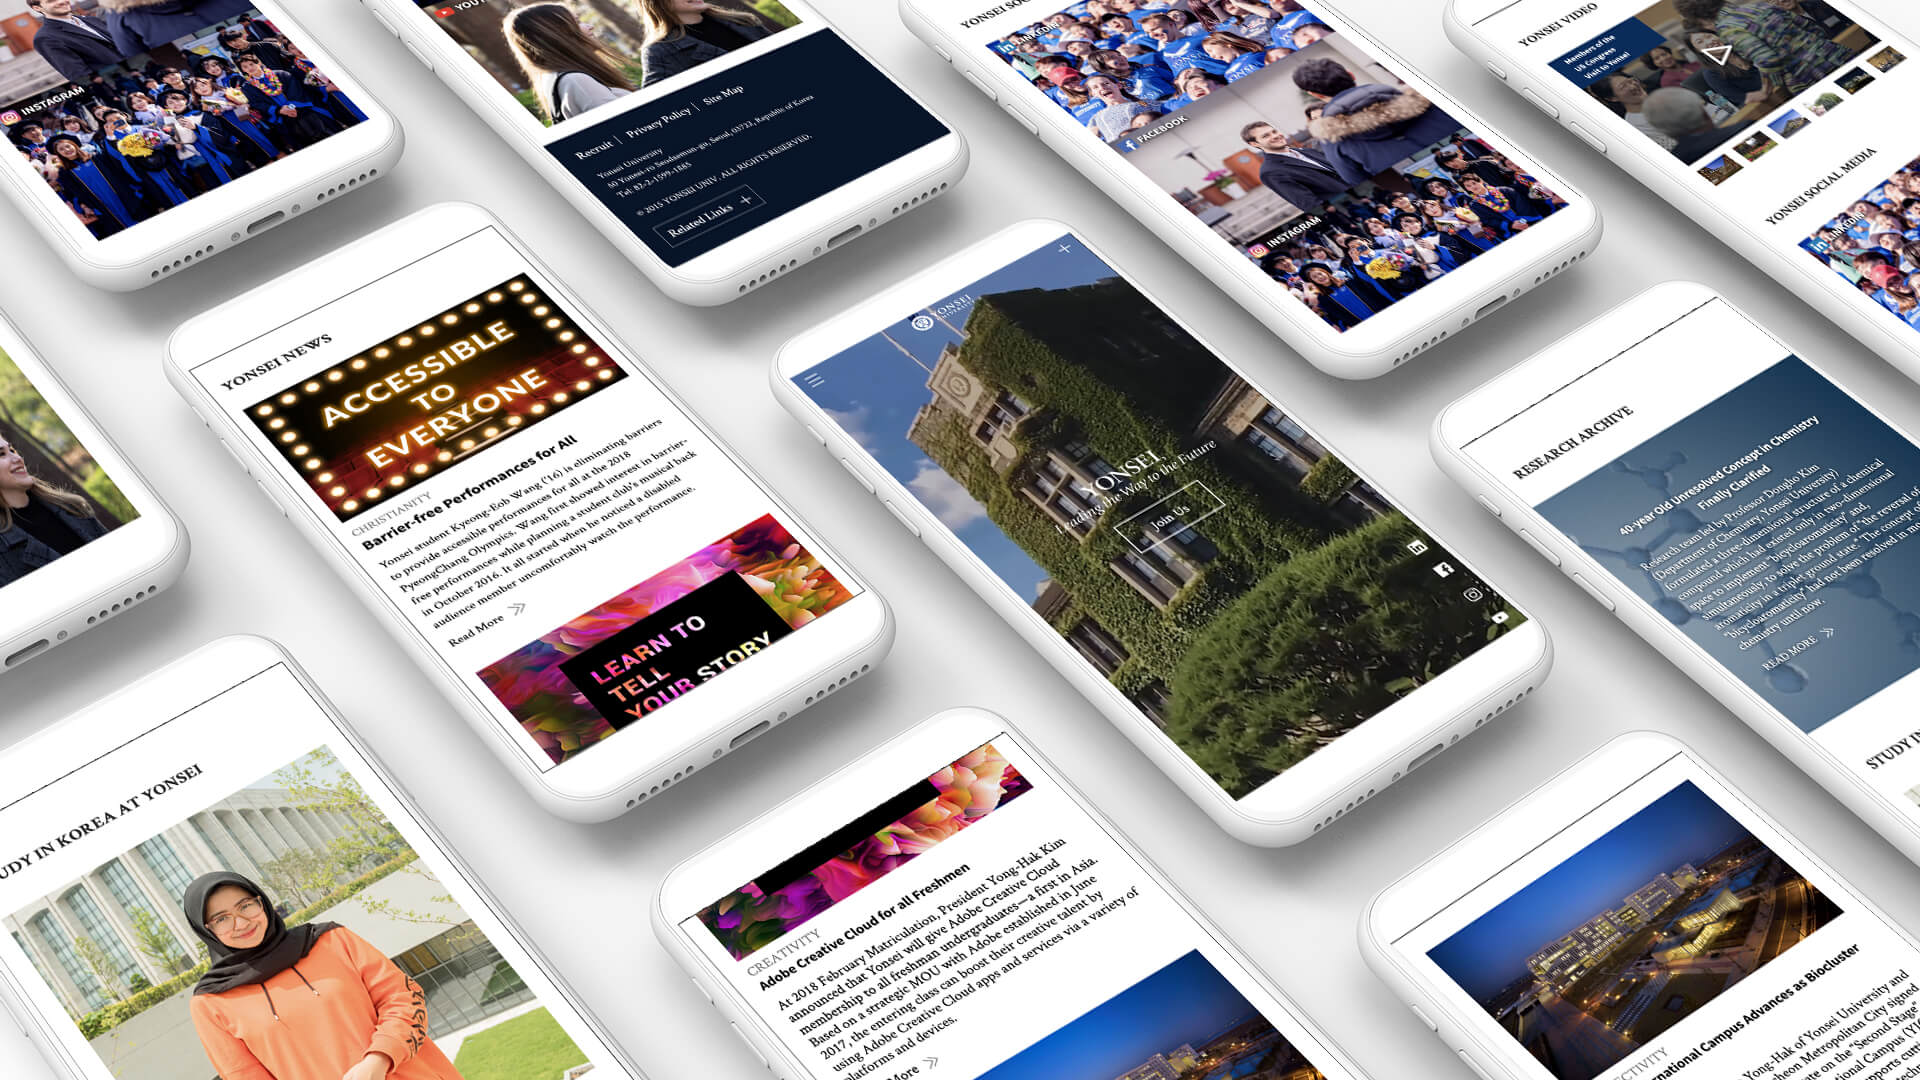 INSTAGRAM
Recruit | Privacy Policy | Site Map
Yonsei University
50 Yonsei-ro Seodaemun-gu, Seoul, 03722, Republic of Korea
Tel: 82-2-1599-1885
© 2015 YONSEI UNIV. ALL RIGHTS RESERVED.
Related Links +
LINKEDIN
FACEBOOK
INSTAGRAM
YONSEI VIDEO
Members of the
US Congress
Visit to Yonsei
YONSEI SOCIAL MEDIA
LINKEDIN
YONSEI NEWS
ACCESSIBLE
TO
EVERYONE
CHRISTIANITY
Barrier-free Performances for All
Yonsei student Kyeong-Eoh Wang ('16) is eliminating barriers
to provide accessible performances for all at the 2018
PyeongChang Olympics. Wang first showed interest in barrier-
free performances while planning a student club's musical back
in October 2016. It all started when he noticed a disabled
audience member uncomfortably watch the performance.
Read More
LEARN TO
TELL
YOUR STORY
YONSEI
UNIVERSITY
YONSEI,
Leading the Way to the Future
Join Us
RESEARCH ARCHIVE
40-year Old Unresolved Concept in Chemistry
Finally Clarified
Research team led by Professor Dongho Kim
(Department of Chemistry, Yonsei University)
formulated a three-dimensional structure of a chemical
compound which had existed only in two-dimensional
space to implement "bicycloaromaticity" and,
simultaneously, to solve the problem of "the reversal of
aromaticity in a triplet ground state." The concept of
"bicycloaromaticity" had not been resolved in
chemistry until now.
READ MORE
STUDY IN
UDY IN KOREA AT YONSEI
CREATIVITY
Adobe Creative Cloud for all Freshmen
At 2018 February Matriculation, President Yong-Hak Kim
announced that Yonsei will give Adobe Creative Cloud
membership to all freshman undergraduates—a first in Asia.
Based on a strategic MOU with Adobe established in June
2017, the entering class can boost their creative talent by
using Adobe Creative Cloud apps and services via a variety of
platforms and devices.
More
CTIVITY
rnational Campus Advances as Biocluster
Yong-Hak of Yonsei University and
heon Metropolitan City signed
on the "Second Stage